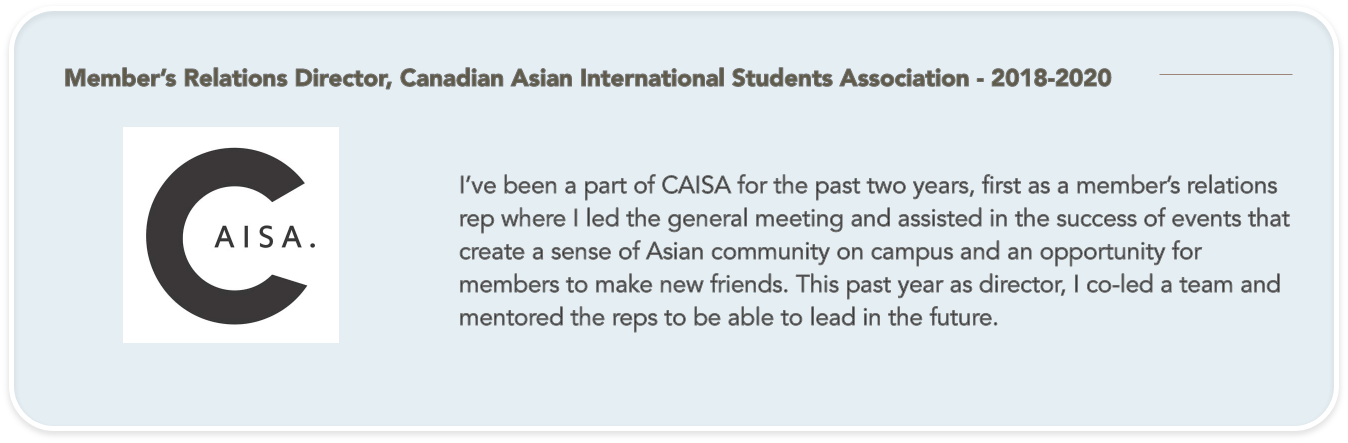 Member’s Relations Director, Canadian Asian International Students Association - 2018-2020
CAISA.
I’ve been a part of CAISA for the past two years, first as a member’s relations
rep where I led the general meeting and assisted in the success of events that
create a sense of Asian community on campus and an opportunity for
members to make new friends. This past year as director, I co-led a team and
mentored the reps to be able to lead in the future.